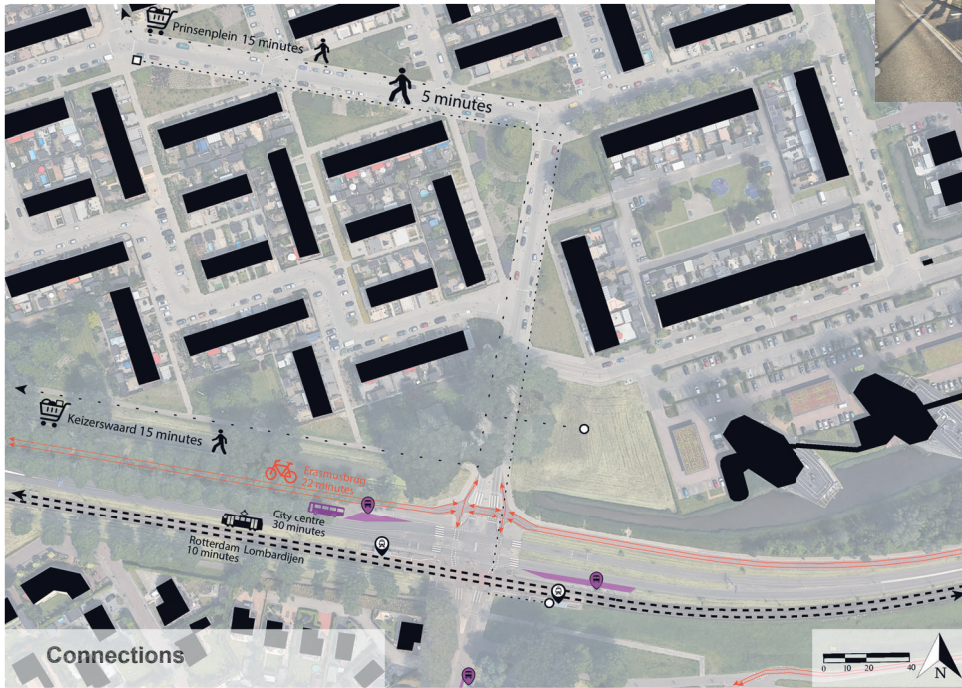 Prinsenplein 15 minutes
5 minutes
Keizerswaard 15 minutes
Erasmusbrug
22 minutes
City centre
30 minutes
Rotterdam Lombardijen
10 minutes
Connections
0 10 20 40
N